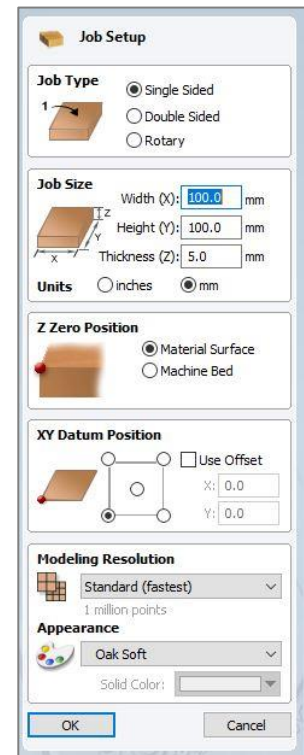 Job Setup
Job Type
1
Single Sided
Double Sided
Rotary
Job Size
Width (X): 100.0 mm
Z
Y
Height (Y): 100.0 mm
X
Thickness (Z): 5.0 mm
Units inches mm
Z Zero Position
Material Surface
Machine Bed
XY Datum Position
Use Offset
X: 0.0
Y: 0.0
Modeling Resolution
Standard (fastest)
1 million points
Appearance
Oak Soft
Solid Color:
OK Cancel